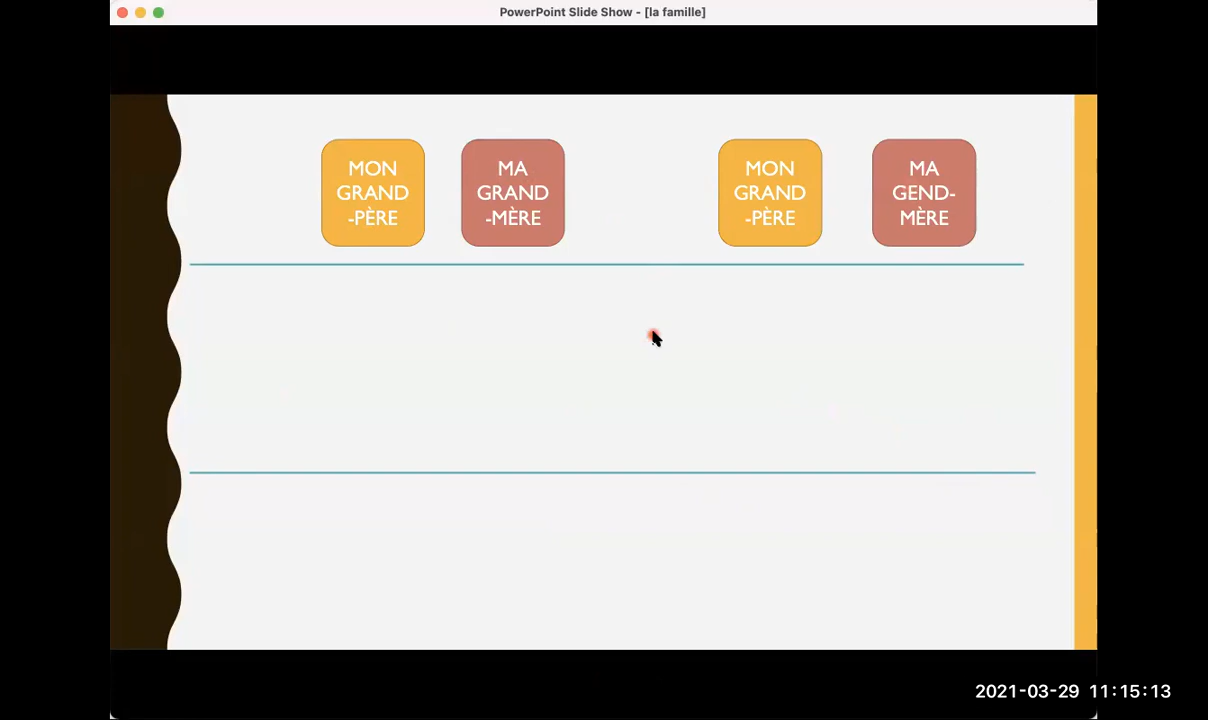 PowerPoint Slide Show - [la famille]
MON
GRAND
-PÈRE
MA
GRAND
-MÈRE
MON
GRAND
-PÈRE
MA
GEND-
MÈRE
2021-03-29 11:15:13